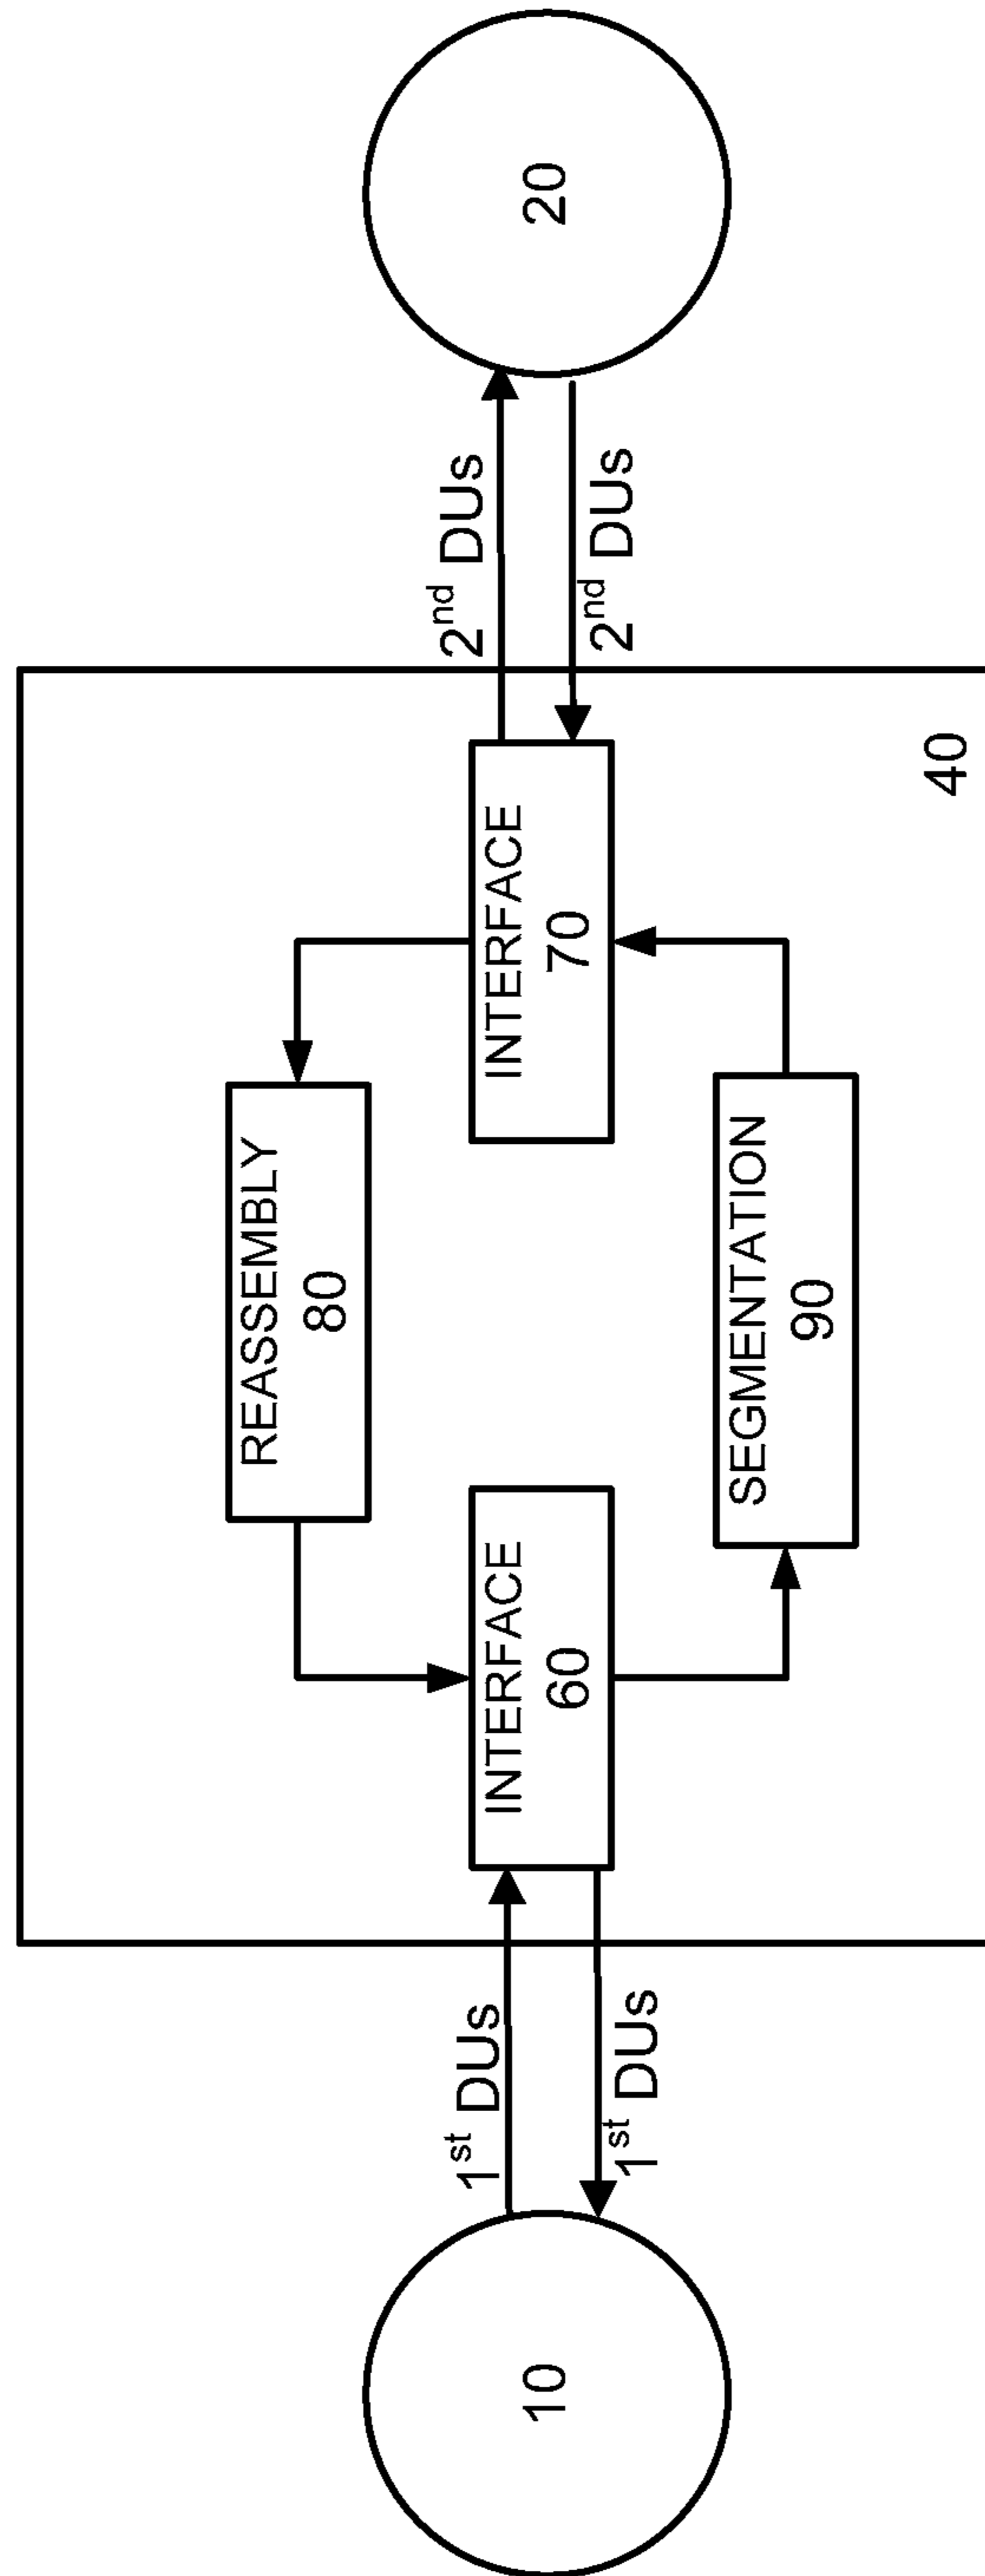 REASSEMBLY
80
1st DUs
2nd DUs
10
INTERFACE
60
INTERFACE
70
20
1st DUs
2nd DUs
SEGMENTATION
90
40